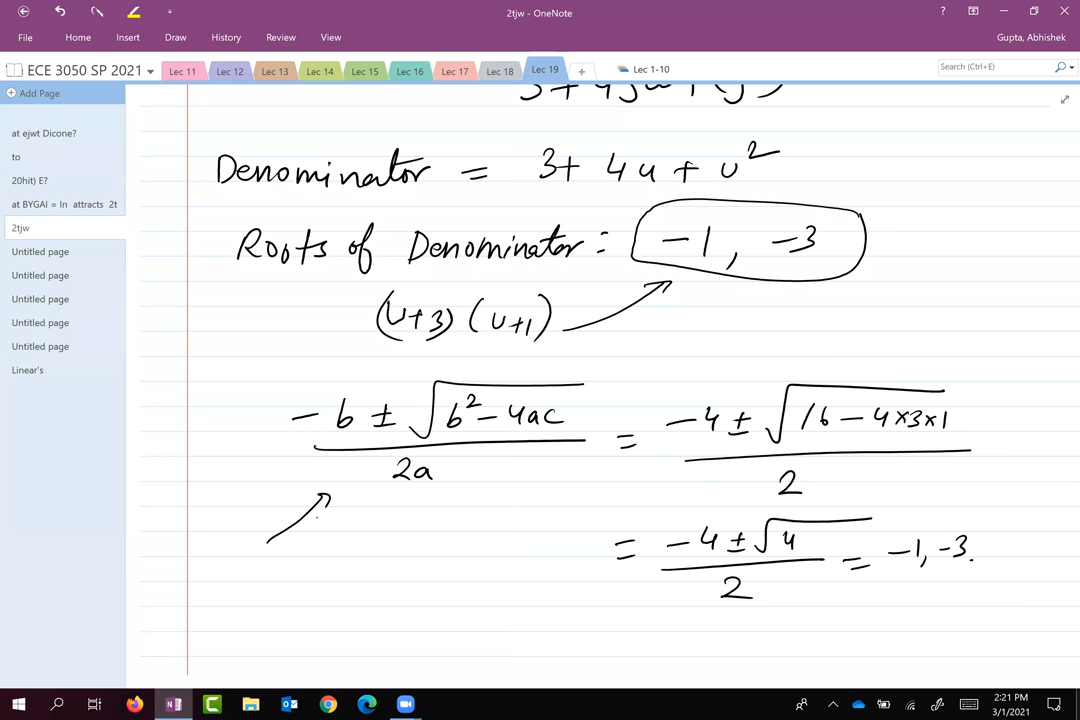 2tjw - OneNote
?
File Home Insert Draw History Review View
Gupta, Abhishek
ECE 3050 SP 2021
Lec 11 Lec 12 Lec 13 Lec 14 Lec 15 Lec 16 Lec 17 Lec 18 Lec 19 + Lec 1-10
Search (Ctrl+E)
Add Page
at ejwt Dicone?
to
20hit) E?
at BYGAI = In attracts 2t
2tjw
Untitled page
Untitled page
Untitled page
Untitled page
Untitled page
Linear's
Denominator = 3 + 4u + u²
Roots of Denominator: -1, -3
(u+3) (u+1)
-b ± √(b² - 4ac) / 2a = -4 ± √(16 - 4×3×1) / 2
= -4 ± √4 / 2 = -1, -3.
2:21 PM
3/1/2021